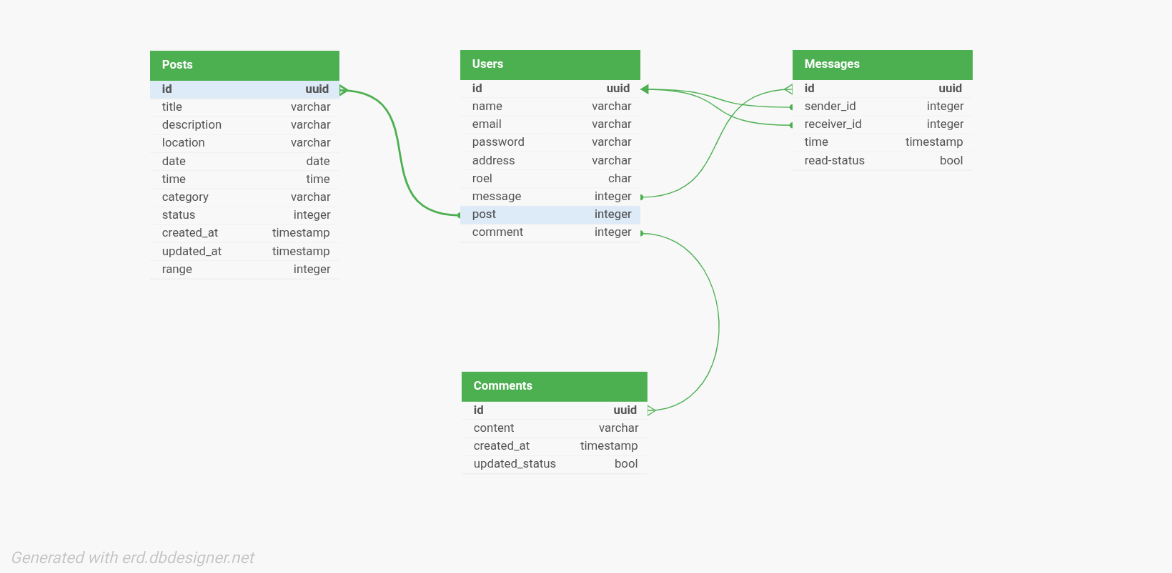 Posts
id uuid
title varchar
description varchar
location varchar
date date
time time
category varchar
status integer
created_at timestamp
updated_at timestamp
range integer
Users
id uuid
name varchar
email varchar
password varchar
address varchar
roel char
message integer
post integer
comment integer
Messages
id uuid
sender_id integer
receiver_id integer
time timestamp
read-status bool
Comments
id uuid
content varchar
created_at timestamp
updated_status bool
Generated with erd.dbdesigner.net